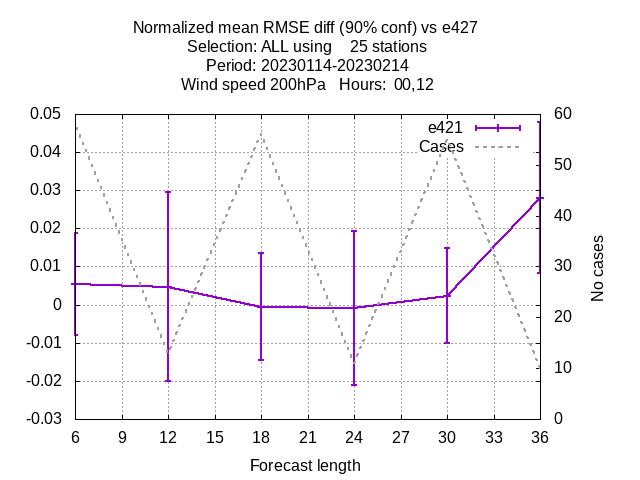 Normalized mean RMSE diff (90% conf) vs e427
Selection: ALL using    25 stations
Period: 20230114-20230214
Wind speed 200hPa   Hours:  00,12
e421
Cases
0.05
0.04
0.03
0.02
0.01
0
-0.01
-0.02
-0.03
60
50
40
30
20
10
0
No cases
6 9 12 15 18 21 24 27 30 33 36
Forecast length